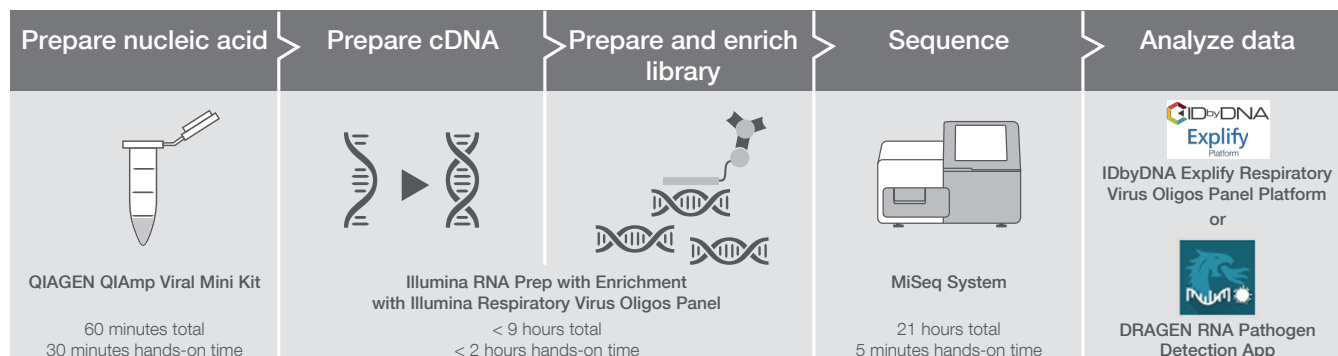 Prepare nucleic acid
Prepare cDNA
Prepare and enrich
library
Sequence
Analyze data
QIAGEN QIAmp Viral Mini Kit
60 minutes total
30 minutes hands-on time
Illumina RNA Prep with Enrichment
with Illumina Respiratory Virus Oligos Panel
< 9 hours total
< 2 hours hands-on time
MiSeq System
21 hours total
5 minutes hands-on time
IDbyDNA
Explify
Platform
IDbyDNA Explify Respiratory
Virus Oligos Panel Platform
or
DRAGEN RNA Pathogen
Detection App